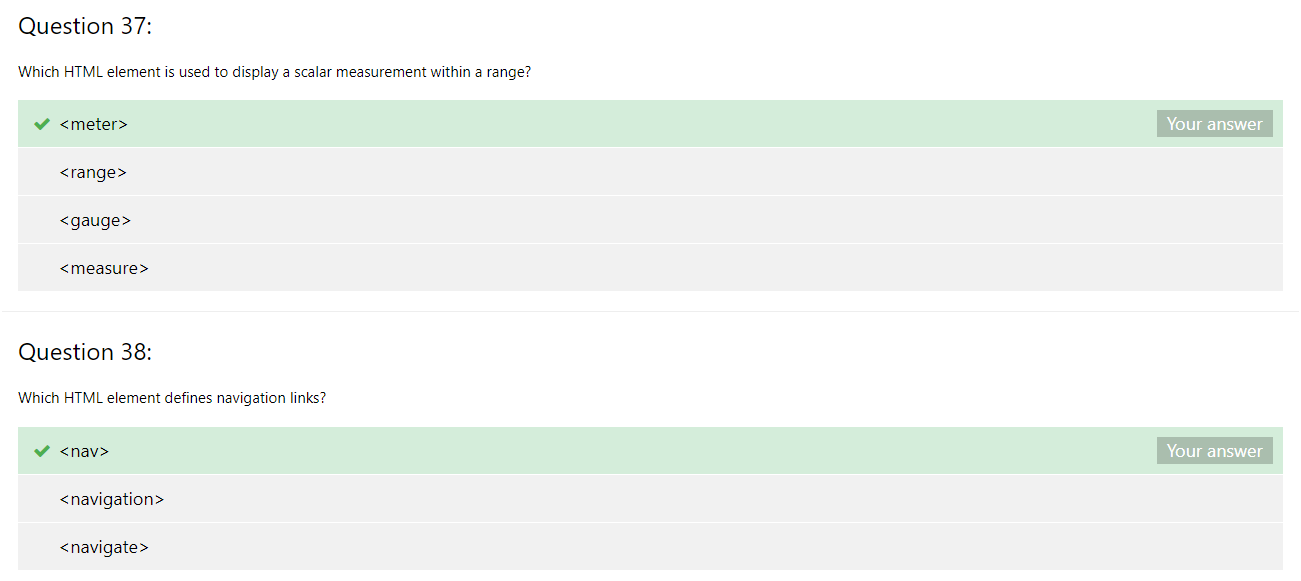 Question 37:
Which HTML element is used to display a scalar measurement within a range?
<meter> Your answer
<range>
<gauge>
<measure>
Question 38:
Which HTML element defines navigation links?
<nav> Your answer
<navigation>
<navigate>